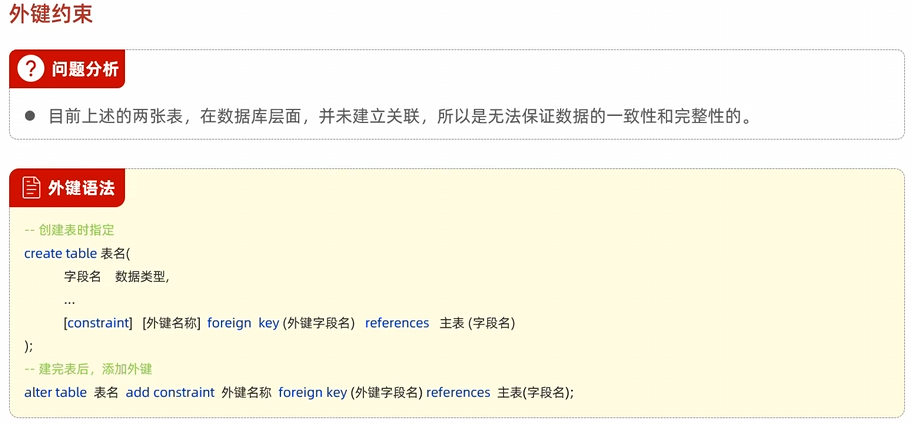 外键约束
问题分析
● 目前上述的两张表，在数据库层面，并未建立关联，所以是无法保证数据的一致性和完整性的。
外键语法
-- 创建表时指定
create table 表名(
字段名 数据类型,
...
[constraint] [外键名称] foreign key (外键字段名) references 主表 (字段名)
);
-- 建完表后，添加外键
alter table 表名 add constraint 外键名称 foreign key (外键字段名) references 主表(字段名);